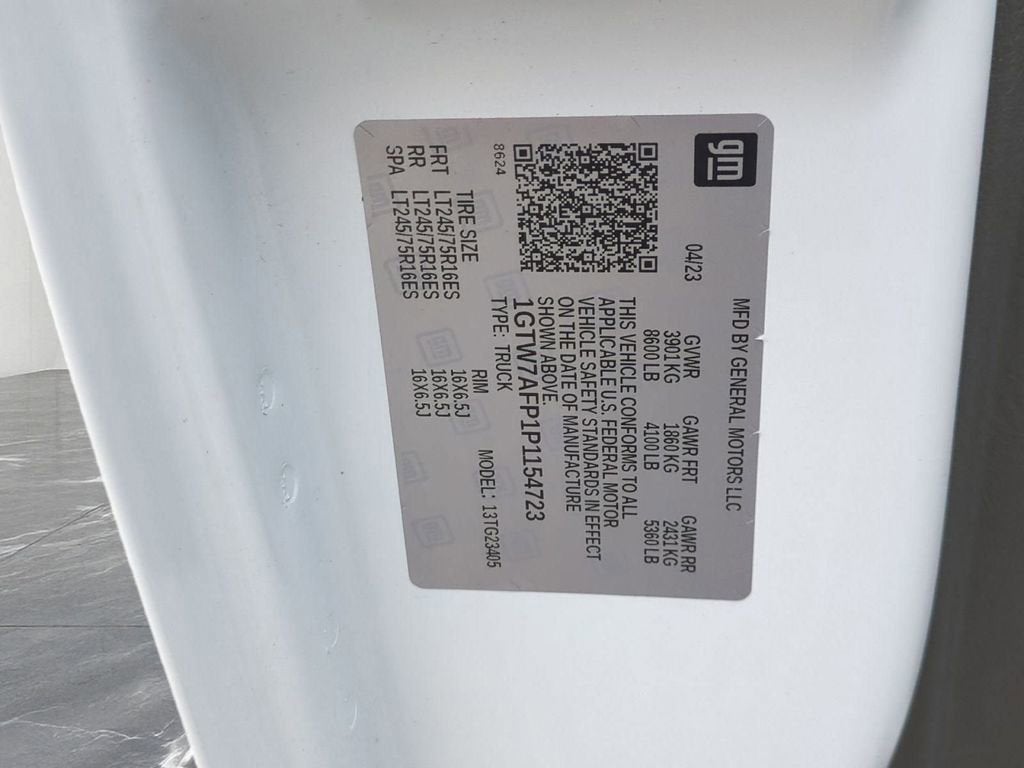 gm
MFD BY GENERAL MOTORS LLC
04/23
GVWR GAWR FRT GAWR RR
3901 KG 1860 KG 2431 KG
8600 LB 4100 LB 5360 LB
THIS VEHICLE CONFORMS TO ALL
APPLICABLE U.S. FEDERAL MOTOR
VEHICLE SAFETY STANDARDS IN EFFECT
ON THE DATE OF MANUFACTURE
SHOWN ABOVE.
1GTW7AFP1P1154723
TYPE: TRUCK MODEL: 13TG23405
8624
TIRE SIZE RIM
FRT LT245/75R16ES 16X6.5J
RR LT245/75R16ES 16X6.5J
SPA LT245/75R16ES 16X6.5J